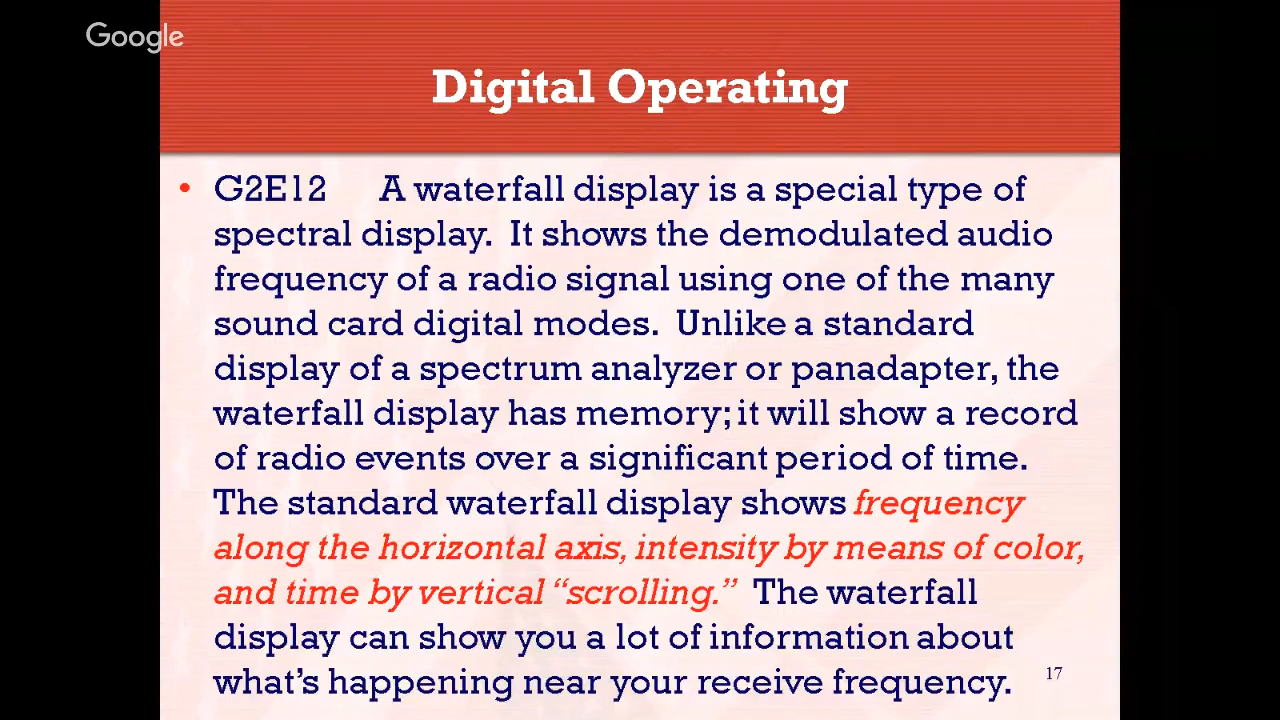 Google
Digital Operating
• G2E12 A waterfall display is a special type of
spectral display. It shows the demodulated audio
frequency of a radio signal using one of the many
sound card digital modes. Unlike a standard
display of a spectrum analyzer or panadapter, the
waterfall display has memory; it will show a record
of radio events over a significant period of time.
The standard waterfall display shows frequency
along the horizontal axis, intensity by means of color,
and time by vertical “scrolling.” The waterfall
display can show you a lot of information about
what’s happening near your receive frequency.
17